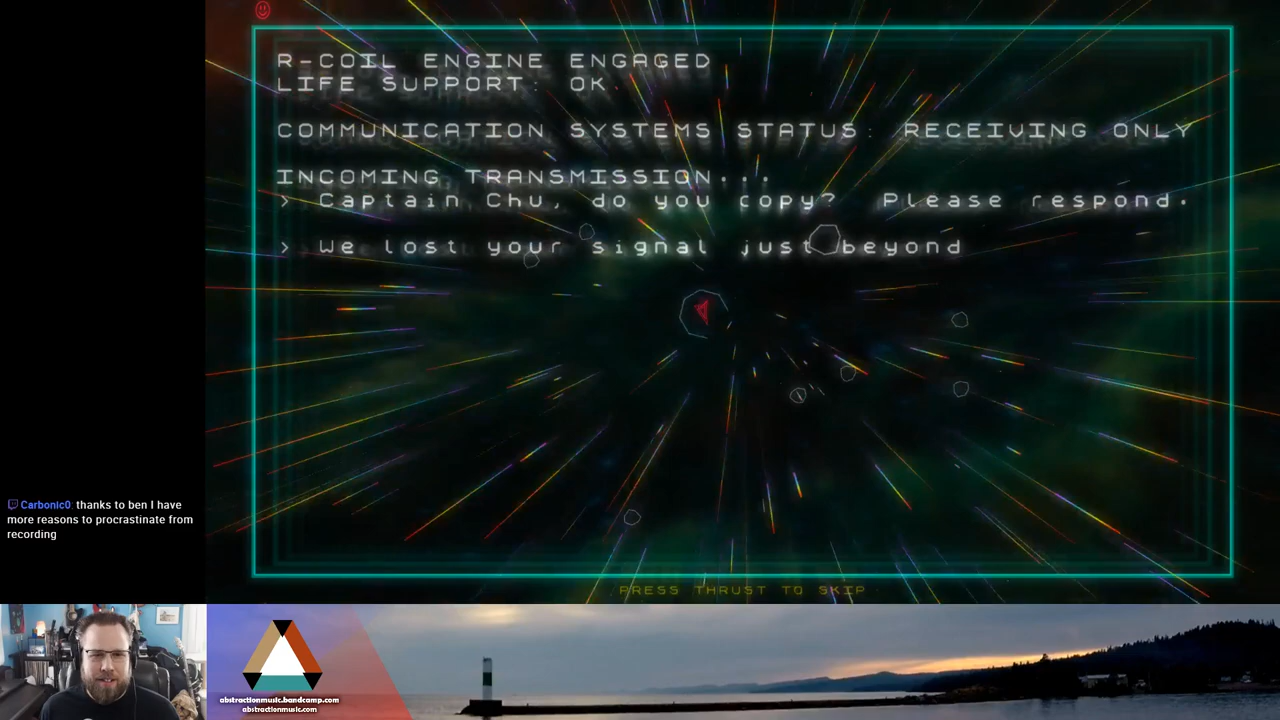 R-COIL ENGINE ENGAGED
LIFE SUPPORT: OK
COMMUNICATION SYSTEMS STATUS: RECEIVING ONLY
INCOMING TRANSMISSION...
> Captain Chu, do you copy? Please respond.
> We lost your signal just beyond
PRESS THRUST TO SKIP
Carbonic0: thanks to ben I have
more reasons to procrastinate from
recording
abstractionmusic.bandcamp.com
abstractionmusic.com